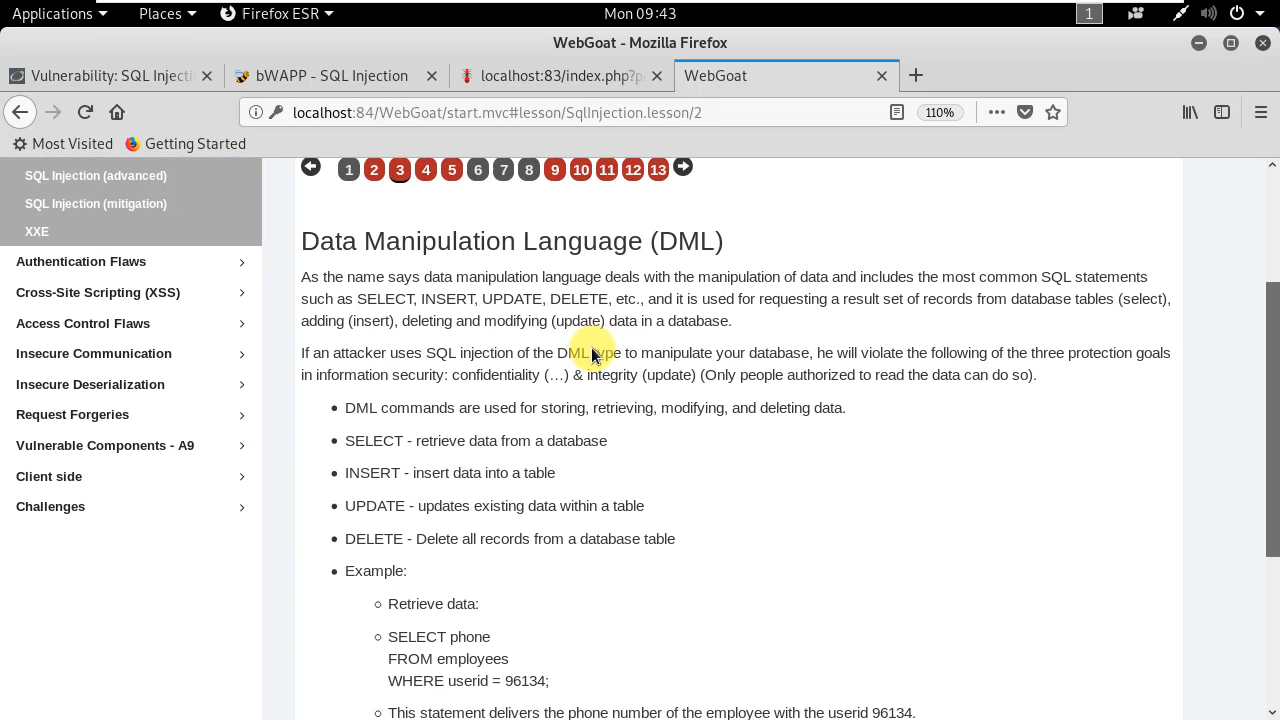 Applications Places Firefox ESR Mon 09:43 1
WebGoat - Mozilla Firefox
Vulnerability: SQL Injecti bWAPP - SQL Injection localhost:83/index.php?p WebGoat
localhost:84/WebGoat/start.mvc#lesson/SqlInjection.lesson/2 110%
Most Visited Getting Started
1 2 3 4 5 6 7 8 9 10 11 12 13
SQL Injection (advanced)
SQL Injection (mitigation)
XXE
Authentication Flaws
Cross-Site Scripting (XSS)
Access Control Flaws
Insecure Communication
Insecure Deserialization
Request Forgeries
Vulnerable Components - A9
Client side
Challenges
Data Manipulation Language (DML)
As the name says data manipulation language deals with the manipulation of data and includes the most common SQL statements
such as SELECT, INSERT, UPDATE, DELETE, etc., and it is used for requesting a result set of records from database tables (select),
adding (insert), deleting and modifying (update) data in a database.
If an attacker uses SQL injection of the DML type to manipulate your database, he will violate the following of the three protection goals
in information security: confidentiality (…) & integrity (update) (Only people authorized to read the data can do so).
• DML commands are used for storing, retrieving, modifying, and deleting data.
• SELECT - retrieve data from a database
• INSERT - insert data into a table
• UPDATE - updates existing data within a table
• DELETE - Delete all records from a database table
• Example:
○ Retrieve data:
○ SELECT phone
FROM employees
WHERE userid = 96134;
○ This statement delivers the phone number of the employee with the userid 96134.